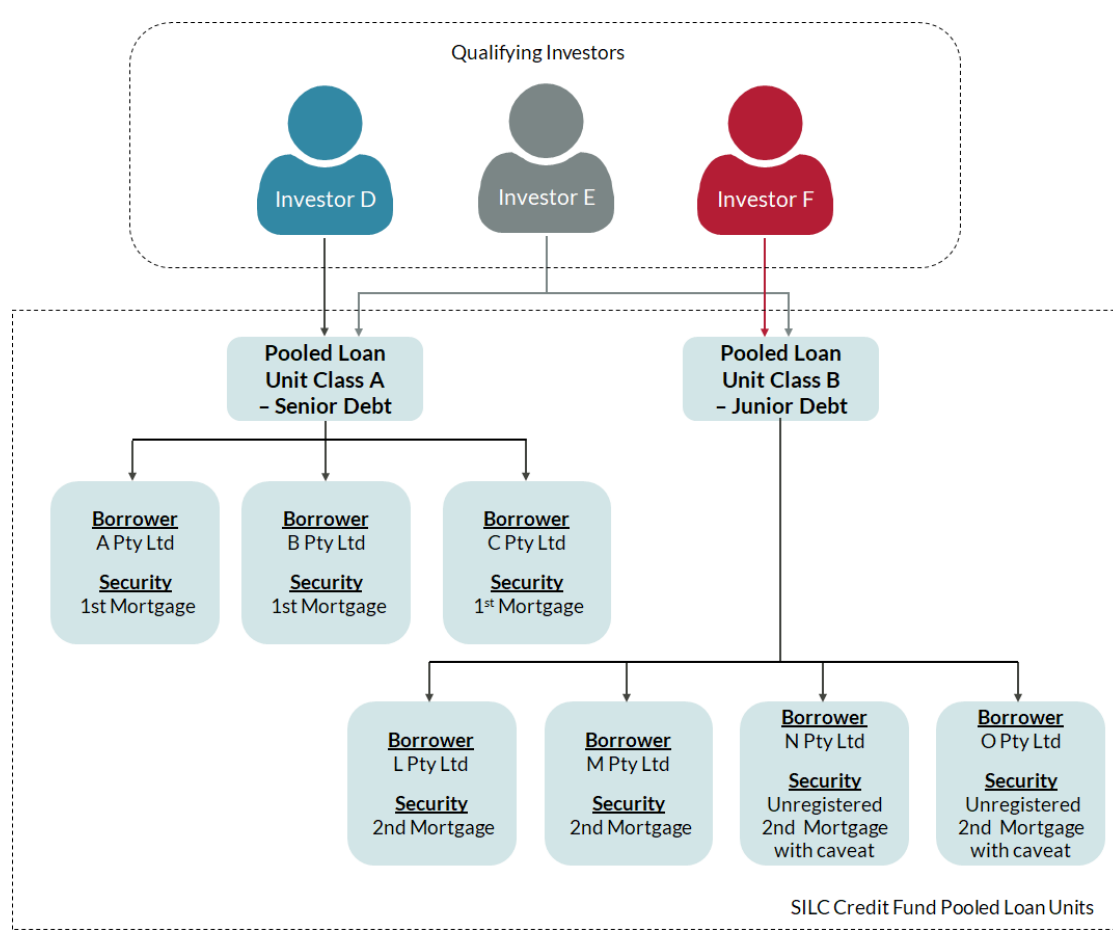 Qualifying Investors
Investor D
Investor E
Investor F
Pooled Loan
Unit Class A
– Senior Debt
Pooled Loan
Unit Class B
– Junior Debt
Borrower
A Pty Ltd
Security
1st Mortgage
Borrower
B Pty Ltd
Security
1st Mortgage
Borrower
C Pty Ltd
Security
1st Mortgage
Borrower
L Pty Ltd
Security
2nd Mortgage
Borrower
M Pty Ltd
Security
2nd Mortgage
Borrower
N Pty Ltd
Security
Unregistered
2nd Mortgage
with caveat
Borrower
O Pty Ltd
Security
Unregistered
2nd Mortgage
with caveat
SILC Credit Fund Pooled Loan Units